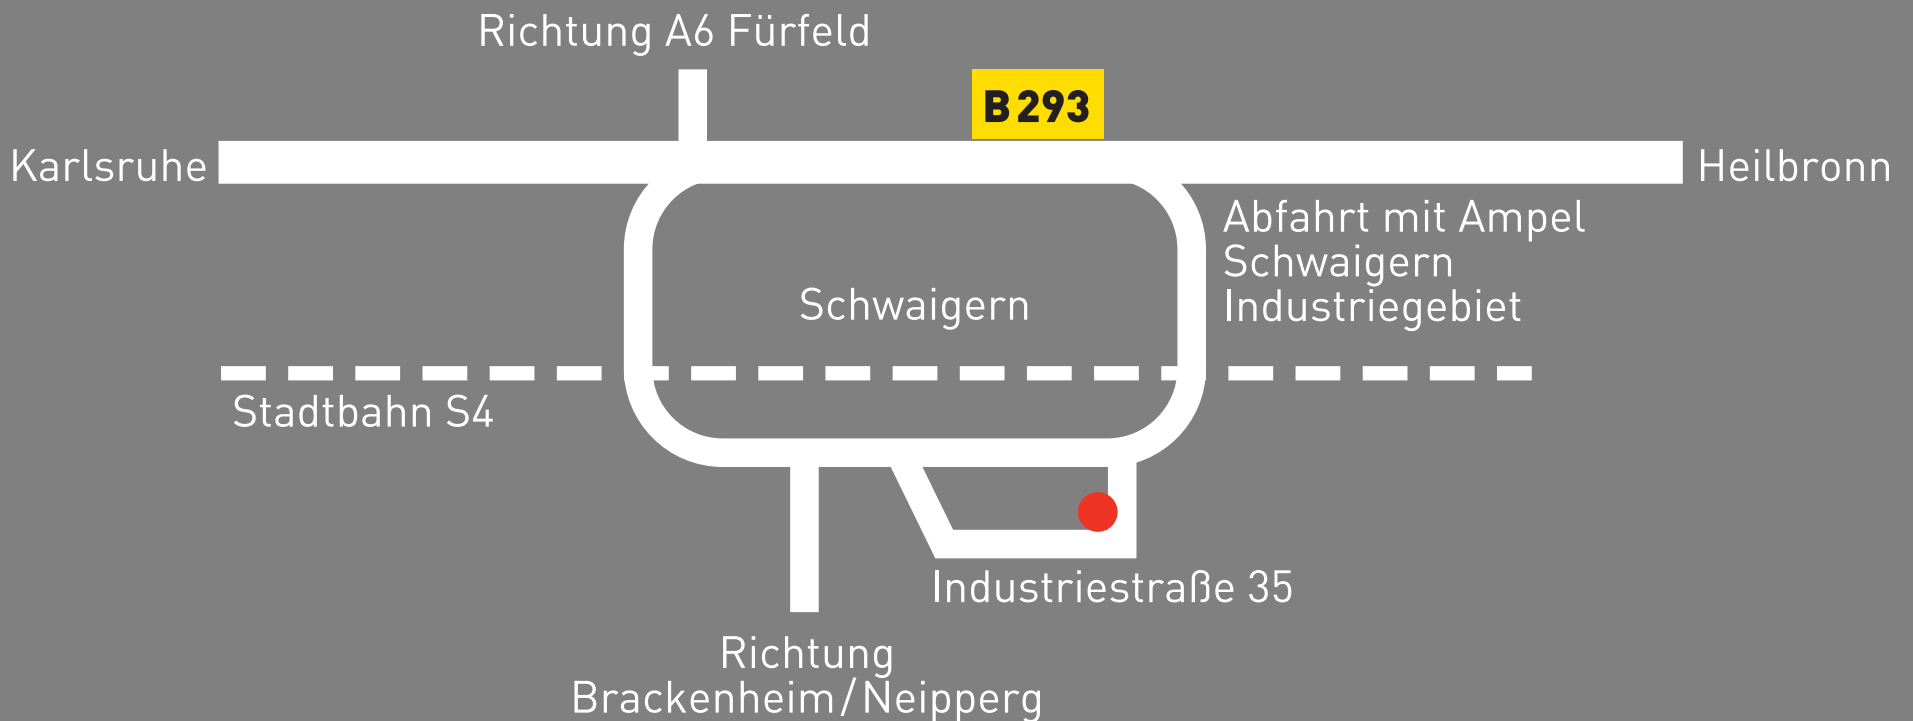 Richtung A6 Fürfeld
B 293
Karlsruhe
Heilbronn
Abfahrt mit Ampel
Schwaigern
Industriegebiet
Schwaigern
Stadtbahn S4
Industriestraße 35
Richtung
Brackenheim/Neipperg